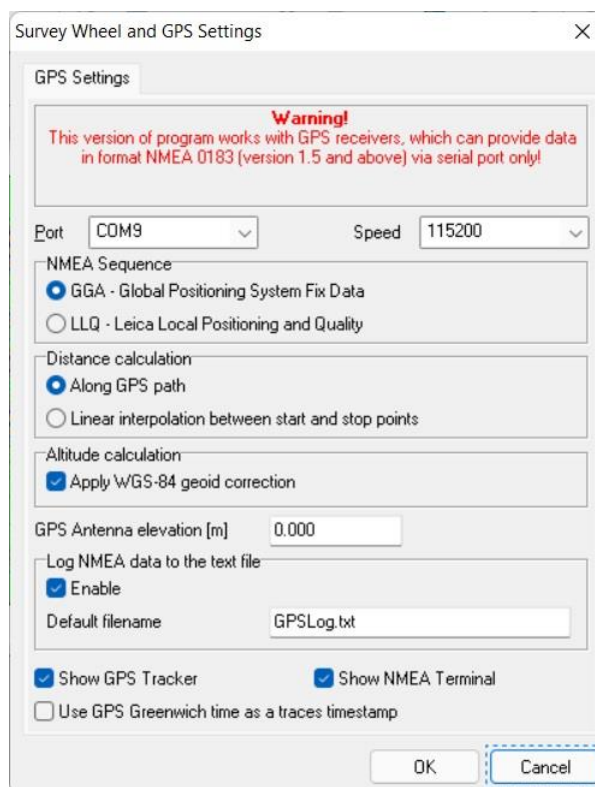 Survey Wheel and GPS Settings
GPS Settings
Warning!
This version of program works with GPS receivers, which can provide data
in format NMEA 0183 (version 1.5 and above) via serial port only!
Port COM9 Speed 115200
NMEA Sequence
GGA - Global Positioning System Fix Data
LLQ - Leica Local Positioning and Quality
Distance calculation
Along GPS path
Linear interpolation between start and stop points
Altitude calculation
Apply WGS-84 geoid correction
GPS Antenna elevation [m] 0.000
Log NMEA data to the text file
Enable
Default filename GPSLog.txt
Show GPS Tracker Show NMEA Terminal
Use GPS Greenwich time as a traces timestamp
OK Cancel